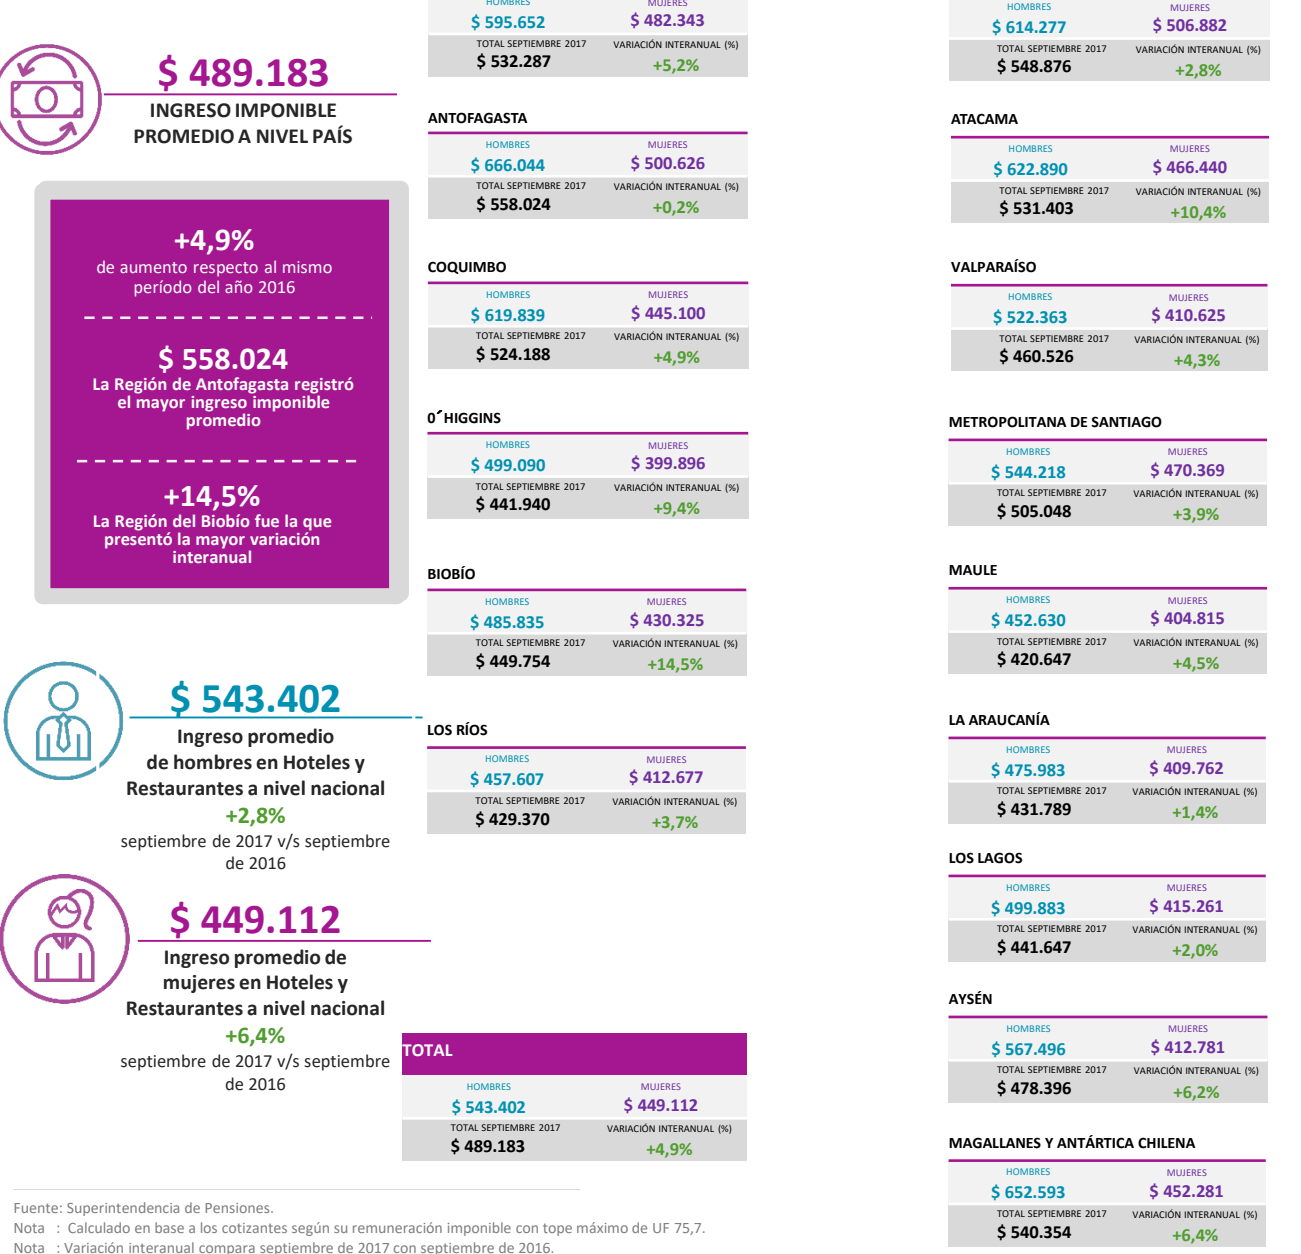 $ 489.183
INGRESO IMPONIBLE
PROMEDIO A NIVEL PAÍS
+4,9%
de aumento respecto al mismo
período del año 2016
$ 558.024
La Región de Antofagasta registró
el mayor ingreso imponible
promedio
+14,5%
La Región del Biobío fue la que
presentó la mayor variación
interanual
$ 543.402
Ingreso promedio
de hombres en Hoteles y
Restaurantes a nivel nacional
+2,8%
septiembre de 2017 v/s septiembre
de 2016
$ 449.112
Ingreso promedio de
mujeres en Hoteles y
Restaurantes a nivel nacional
+6,4%
septiembre de 2017 v/s septiembre
de 2016
HOMBRES MUJERES
$ 595.652 $ 482.343
TOTAL SEPTIEMBRE 2017 VARIACIÓN INTERANUAL (%)
$ 532.287 +5,2%
ANTOFAGASTA
HOMBRES MUJERES
$ 666.044 $ 500.626
TOTAL SEPTIEMBRE 2017 VARIACIÓN INTERANUAL (%)
$ 558.024 +0,2%
COQUIMBO
HOMBRES MUJERES
$ 619.839 $ 445.100
TOTAL SEPTIEMBRE 2017 VARIACIÓN INTERANUAL (%)
$ 524.188 +4,9%
0´HIGGINS
HOMBRES MUJERES
$ 499.090 $ 399.896
TOTAL SEPTIEMBRE 2017 VARIACIÓN INTERANUAL (%)
$ 441.940 +9,4%
BIOBÍO
HOMBRES MUJERES
$ 485.835 $ 430.325
TOTAL SEPTIEMBRE 2017 VARIACIÓN INTERANUAL (%)
$ 449.754 +14,5%
LOS RÍOS
HOMBRES MUJERES
$ 457.607 $ 412.677
TOTAL SEPTIEMBRE 2017 VARIACIÓN INTERANUAL (%)
$ 429.370 +3,7%
TOTAL
HOMBRES MUJERES
$ 543.402 $ 449.112
TOTAL SEPTIEMBRE 2017 VARIACIÓN INTERANUAL (%)
$ 489.183 +4,9%
HOMBRES MUJERES
$ 614.277 $ 506.882
TOTAL SEPTIEMBRE 2017 VARIACIÓN INTERANUAL (%)
$ 548.876 +2,8%
ATACAMA
HOMBRES MUJERES
$ 622.890 $ 466.440
TOTAL SEPTIEMBRE 2017 VARIACIÓN INTERANUAL (%)
$ 531.403 +10,4%
VALPARAÍSO
HOMBRES MUJERES
$ 522.363 $ 410.625
TOTAL SEPTIEMBRE 2017 VARIACIÓN INTERANUAL (%)
$ 460.526 +4,3%
METROPOLITANA DE SANTIAGO
HOMBRES MUJERES
$ 544.218 $ 470.369
TOTAL SEPTIEMBRE 2017 VARIACIÓN INTERANUAL (%)
$ 505.048 +3,9%
MAULE
HOMBRES MUJERES
$ 452.630 $ 404.815
TOTAL SEPTIEMBRE 2017 VARIACIÓN INTERANUAL (%)
$ 420.647 +4,5%
LA ARAUCANÍA
HOMBRES MUJERES
$ 475.983 $ 409.762
TOTAL SEPTIEMBRE 2017 VARIACIÓN INTERANUAL (%)
$ 431.789 +1,4%
LOS LAGOS
HOMBRES MUJERES
$ 499.883 $ 415.261
TOTAL SEPTIEMBRE 2017 VARIACIÓN INTERANUAL (%)
$ 441.647 +2,0%
AYSÉN
HOMBRES MUJERES
$ 567.496 $ 412.781
TOTAL SEPTIEMBRE 2017 VARIACIÓN INTERANUAL (%)
$ 478.396 +6,2%
MAGALLANES Y ANTÁRTICA CHILENA
HOMBRES MUJERES
$ 652.593 $ 452.281
TOTAL SEPTIEMBRE 2017 VARIACIÓN INTERANUAL (%)
$ 540.354 +6,4%
Fuente: Superintendencia de Pensiones.
Nota : Calculado en base a los cotizantes según su remuneración imponible con tope máximo de UF 75,7.
Nota : Variación interanual compara septiembre de 2017 con septiembre de 2016.